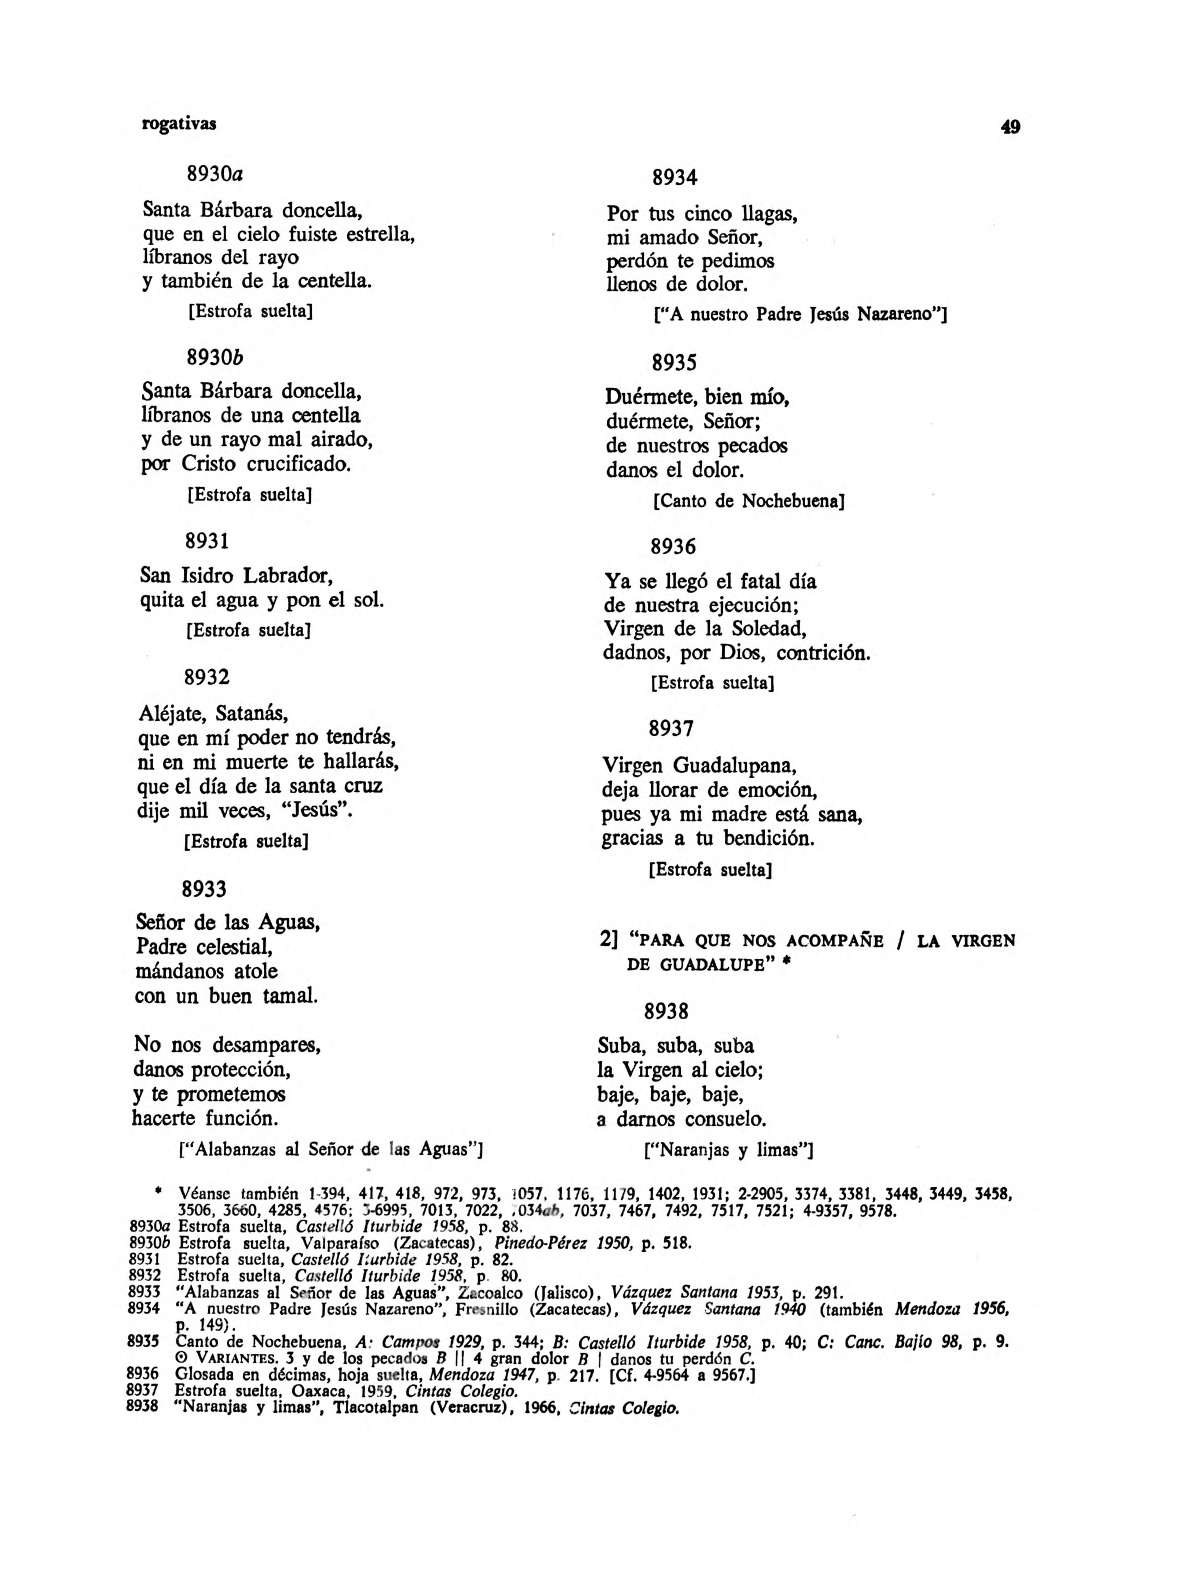 rogativas
49
8930a
Santa Bárbara doncella,
que en el cielo fuiste estrella,
líbranos del rayo
y también de la centella.
[Estrofa suelta]
8930b
Santa Bárbara doncella,
líbranos de una centella
y de un rayo mal airado,
por Cristo crucificado.
[Estrofa suelta]
8931
San Isidro Labrador,
quita el agua y pon el sol.
[Estrofa suelta]
8932
Aléjate, Satanás,
que en mí poder no tendrás,
ni en mi muerte te hallarás,
que el día de la santa cruz
dije mil veces, “Jesús”.
[Estrofa suelta]
8933
Señor de las Aguas,
Padre celestial,
mándanos atole
con un buen tamal.
No nos desampares,
danos protección,
y te prometemos
hacerte función.
[“Alabanzas al Señor de las Aguas”]
8934
Por tus cinco llagas,
mi amado Señor,
perdón te pedimos
llenos de dolor.
[“A nuestro Padre Jesús Nazareno”]
8935
Duérmete, bien mío,
duérmete, Señor;
de nuestros pecados
danos el dolor.
[Canto de Nochebuena]
8936
Ya se llegó el fatal día
de nuestra ejecución;
Virgen de la Soledad,
dadnos, por Dios, contrición.
[Estrofa suelta]
8937
Virgen Guadalupana,
deja llorar de emoción,
pues ya mi madre está sana,
gracias a tu bendición.
[Estrofa suelta]
2] “PARA QUE NOS ACOMPAÑE / LA VIRGEN
DE GUADALUPE” *
8938
Suba, suba, suba
la Virgen al cielo;
baje, baje, baje,
a darnos consuelo.
[“Naranjas y limas”]
* Véanse también 1-394, 417, 418, 972, 973, 1057, 1176, 1179, 1402, 1931; 2-2905, 3374, 3381, 3448, 3449, 3458,
3506, 3660, 4285, 4576; 3-6995, 7013, 7022, 7034ab, 7037, 7467, 7492, 7517, 7521; 4-9357, 9578.
8930a Estrofa suelta, Castelló Iturbide 1958, p. 88.
8930b Estrofa suelta, Valparaíso (Zacatecas), Pinedo-Pérez 1950, p. 518.
8931 Estrofa suelta, Castelló Iturbide 1958, p. 82.
8932 Estrofa suelta, Castelló Iturbide 1958, p. 80.
8933 “Alabanzas al Señor de las Aguas”, Zacoalco (Jalisco), Vázquez Santana 1953, p. 291.
8934 “A nuestro Padre Jesús Nazareno”, Fresnillo (Zacatecas), Vázquez Santana 1940 (también Mendoza 1956,
p. 149).
8935 Canto de Nochebuena, A: Campos 1929, p. 344; B: Castelló Iturbide 1958, p. 40; C: Canc. Bajío 98, p. 9.
⊙ VARIANTES. 3 y de los pecados B || 4 gran dolor B | danos tu perdón C.
8936 Glosada en décimas, hoja suelta, Mendoza 1947, p. 217. [Cf. 4-9564 a 9567.]
8937 Estrofa suelta, Oaxaca, 1959, Cintas Colegio.
8938 “Naranjas y limas”, Tlacotalpan (Veracruz), 1966, Cintas Colegio.